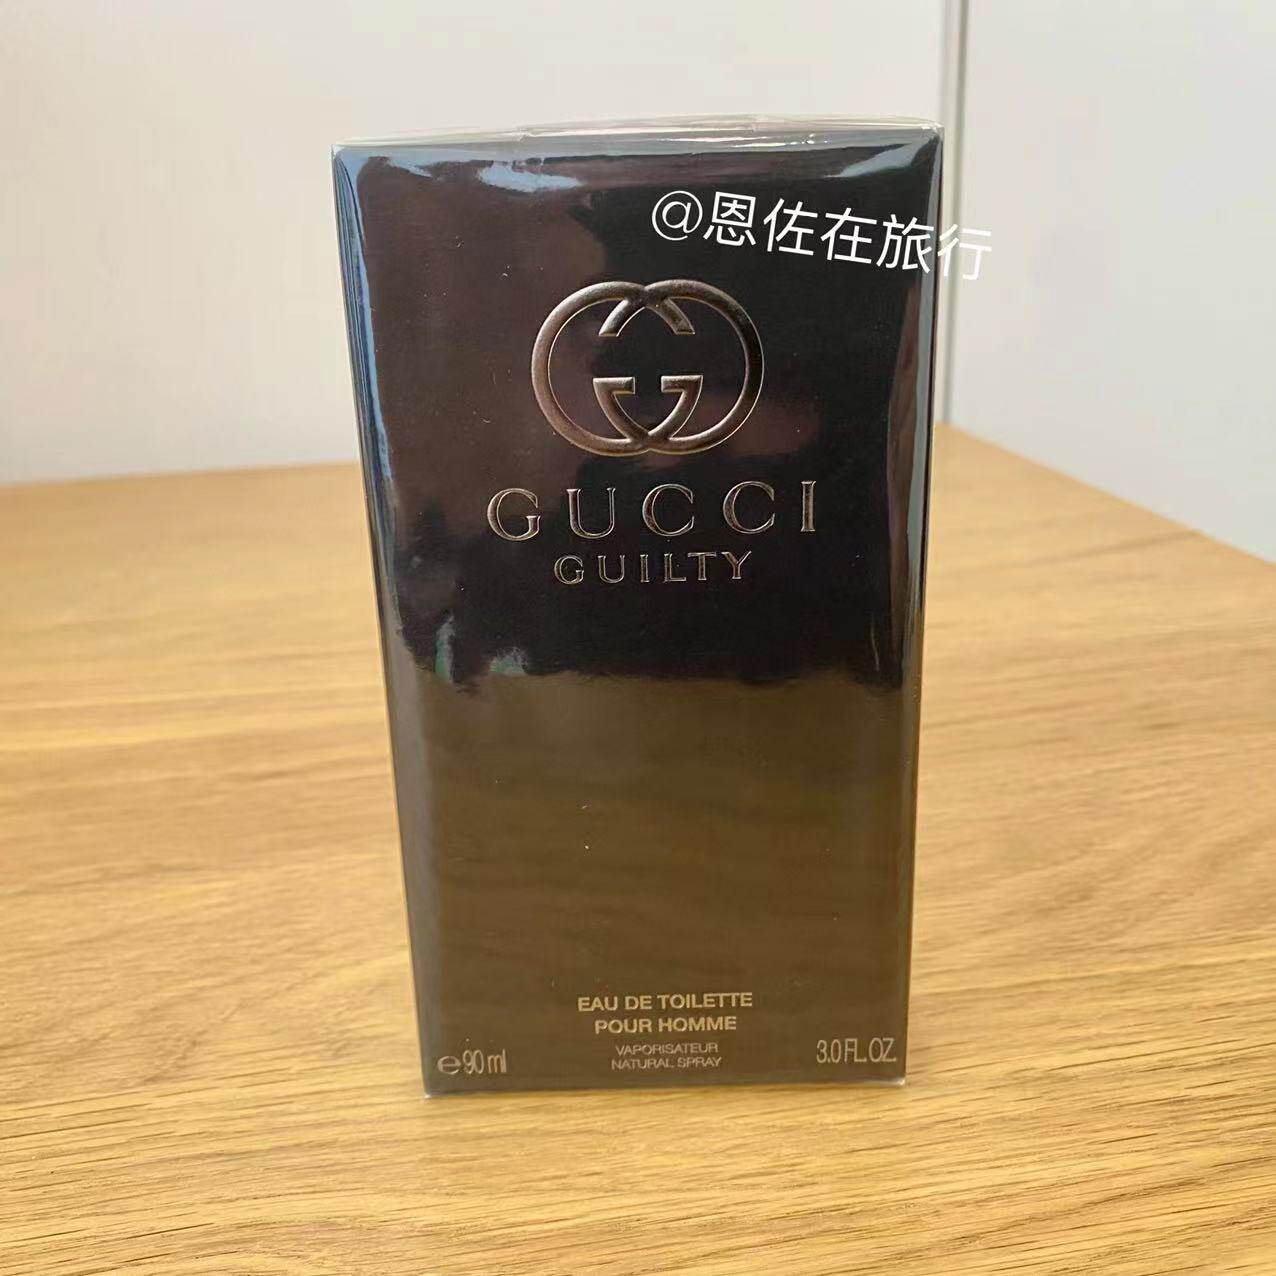 @恩佐在旅行
GUCCI
GUILTY
EAU DE TOILETTE
POUR HOMME
VAPORISATEUR
NATURAL SPRAY
℮90 ml
3.0 FL. OZ.